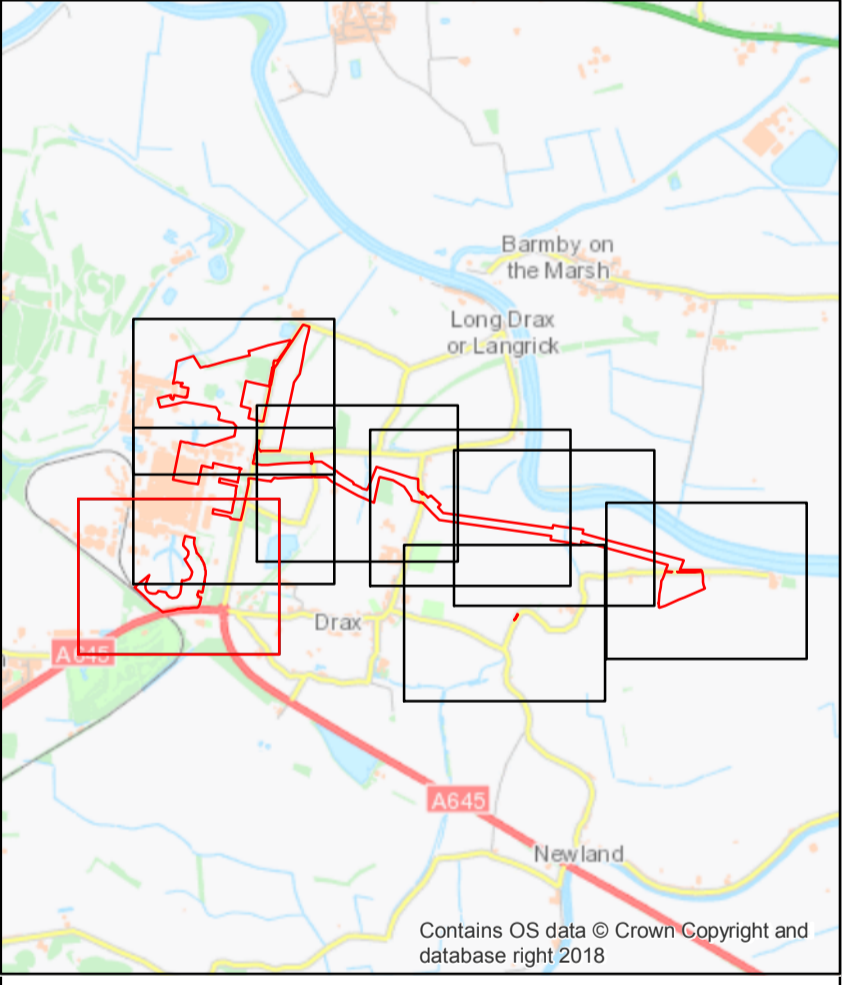 Barmby on
the Marsh
Long Drax
or Langrick
Drax
A645
A645
Newland
Contains OS data © Crown Copyright and
database right 2018